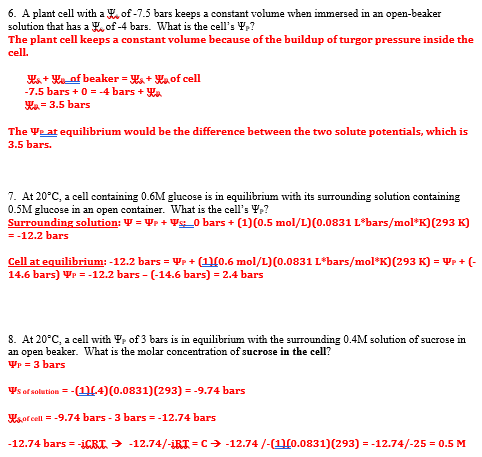 6. A plant cell with a Ψs of -7.5 bars keeps a constant volume when immersed in an open-beaker
solution that has a Ψs of -4 bars. What is the cell's ΨP?
The plant cell keeps a constant volume because of the buildup of turgor pressure inside the
cell.
of beaker = of cell
-7.5 bars + 0 = -4 bars +
= 3.5 bars
The ΨP at equilibrium would be the difference between the two solute potentials, which is
3.5 bars.
7. At 20°C, a cell containing 0.6M glucose is in equilibrium with its surrounding solution containing
0.5M glucose in an open container. What is the cell's ΨP?
Surrounding solution: Ψ = ΨP + ΨS; 0 bars + (1)(0.5 mol/L)(0.0831 L*bars/mol*K)(293 K)
= -12.2 bars
Cell at equilibrium: -12.2 bars = ΨP + (1)(0.6 mol/L)(0.0831 L*bars/mol*K)(293 K) = ΨP + (-
14.6 bars) ΨP = -12.2 bars – (-14.6 bars) = 2.4 bars
8. At 20°C, a cell with ΨP of 3 bars is in equilibrium with the surrounding 0.4M solution of sucrose in
an open beaker. What is the molar concentration of sucrose in the cell?
ΨP = 3 bars
ΨS of solution = -(1)(.4)(0.0831)(293) = -9.74 bars
ΨS of cell = -9.74 bars - 3 bars = -12.74 bars
-12.74 bars = -iCRT → -12.74/-iRT = C → -12.74 /-(1)(0.0831)(293) = -12.74/-25 = 0.5 M